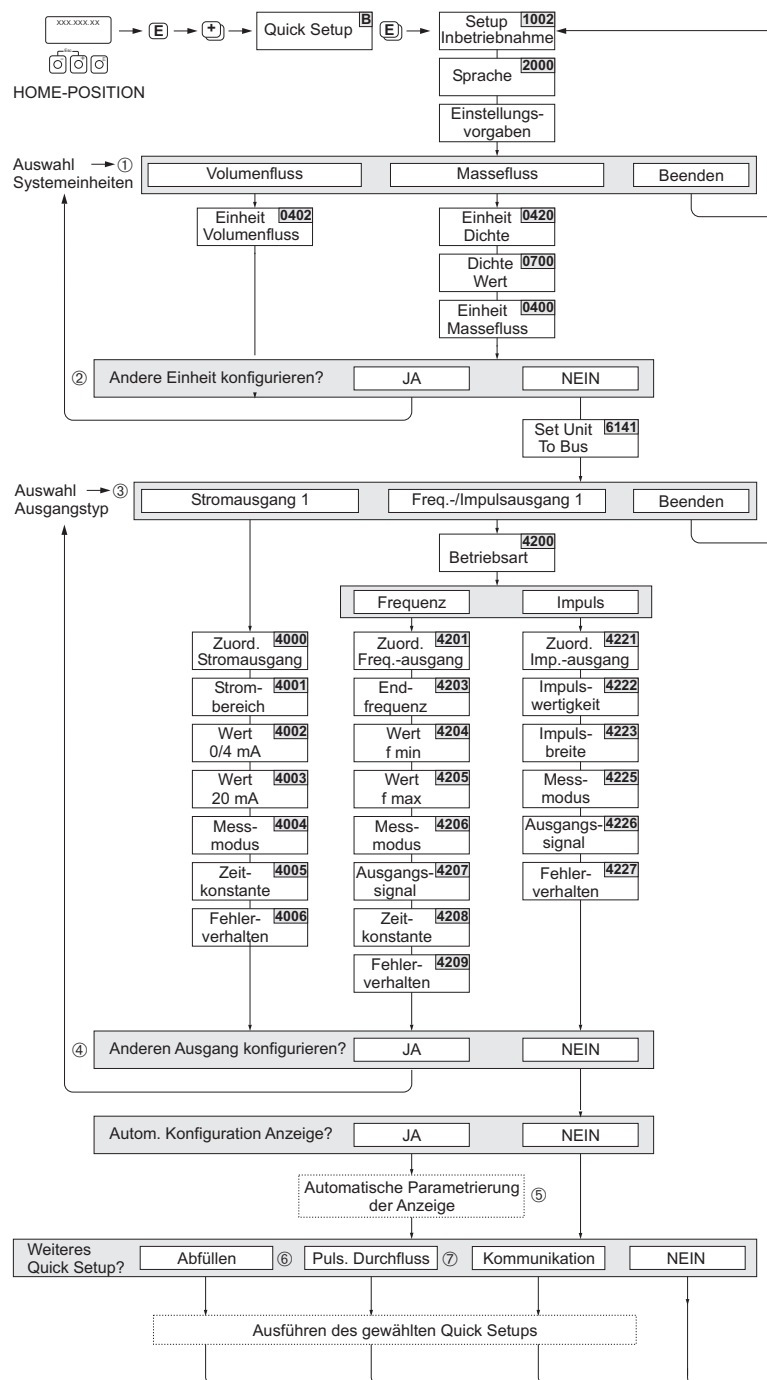 xxx.xxx.xx
Esc
E
+
Quick Setup B
E
Setup 1002
Inbetriebnahme
HOME-POSITION
Sprache 2000
Einstellungs-
vorgaben
Auswahl
Systemeinheiten
①
Volumenfluss
Massefluss
Beenden
Einheit 0402
Volumenfluss
Einheit 0420
Dichte
Dichte 0700
Wert
Einheit 0400
Massefluss
② Andere Einheit konfigurieren?
JA
NEIN
Set Unit 6141
To Bus
Auswahl
Ausgangstyp
③
Stromausgang 1
Freq.-/Impulsausgang 1
Beenden
4200
Betriebsart
Frequenz
Impuls
Zuord. 4000
Stromausgang
Strom- 4001
bereich
Wert 4002
0/4 mA
Wert 4003
20 mA
Mess- 4004
modus
Zeit- 4005
konstante
Fehler- 4006
verhalten
Zuord. 4201
Freq.-ausgang
End- 4203
frequenz
Wert 4204
f min
Wert 4205
f max
Mess- 4206
modus
Ausgangs- 4207
signal
Zeit- 4208
konstante
Fehler- 4209
verhalten
Zuord. 4221
Imp.-ausgang
Impuls- 4222
wertigkeit
Impuls- 4223
breite
Mess- 4225
modus
Ausgangs- 4226
signal
Fehler- 4227
verhalten
④ Anderen Ausgang konfigurieren?
JA
NEIN
Autom. Konfiguration Anzeige?
JA
NEIN
Automatische Parametrierung
der Anzeige
⑤
Weiteres
Quick Setup?
Abfüllen ⑥
Puls. Durchfluss ⑦
Kommunikation
NEIN
Ausführen des gewählten Quick Setups